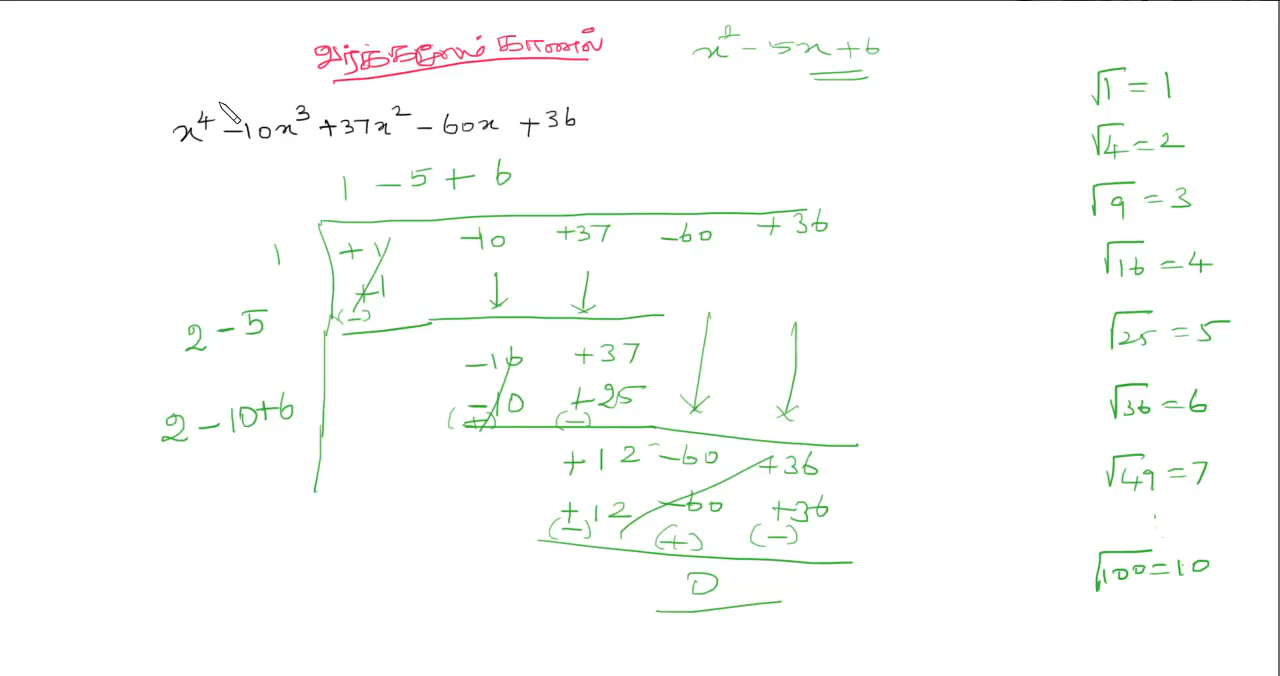 வர்க்கமூலம் காணல்
x² - 5x + 6
x⁴ - 10x³ + 37x² - 60x + 36
1 - 5 + 6
1 +1 -10 +37 -60 +36
+1
(-)
2 - 5
-10 +37
-10 +25
(+) (-)
2 - 10 + 6
+12 -60 +36
+12 -60 +36
(-) (+) (-)
0
√1 = 1
√4 = 2
√9 = 3
√16 = 4
√25 = 5
√36 = 6
√49 = 7
√100 = 10